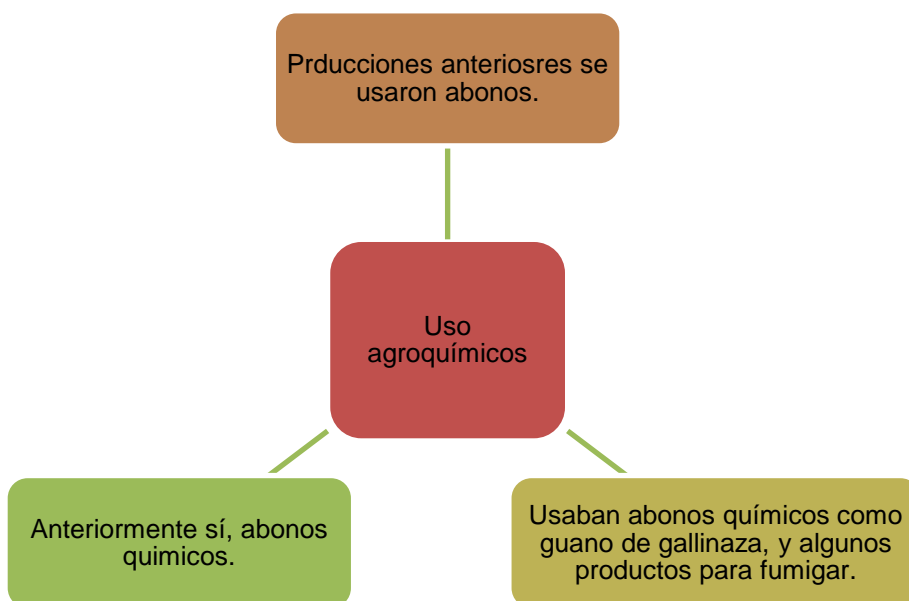 Prducciones anteriosres se
usaron abonos.
Uso
agroquímicos
Anteriormente sí, abonos
quimicos.
Usaban abonos químicos como
guano de gallinaza, y algunos
productos para fumigar.